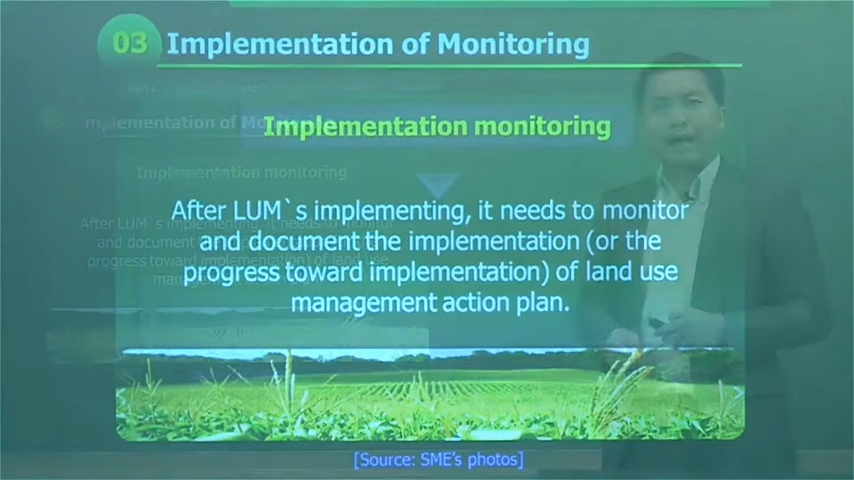 03 Implementation of Monitoring
Implementation monitoring
After LUM`s implementing, it needs to monitor
and document the implementation (or the
progress toward implementation) of land use
management action plan.
[Source: SME's photos]